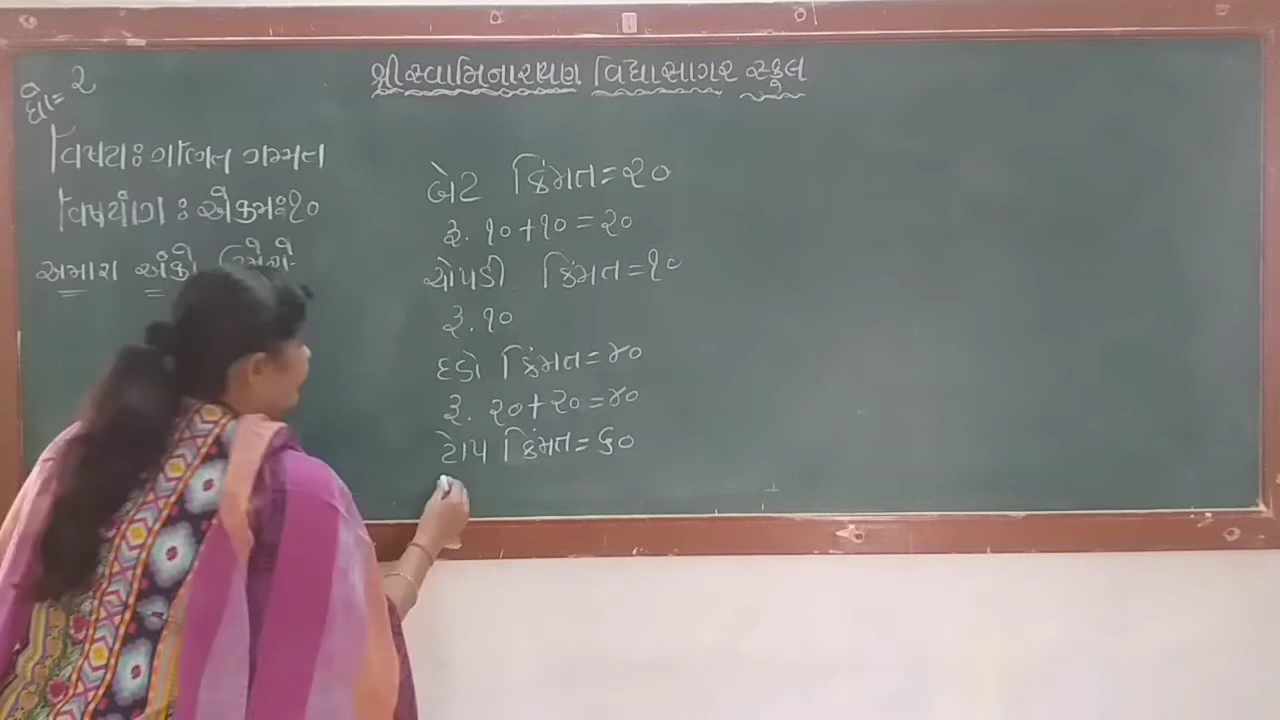 શ્રી સ્વામિનારાયણ વિદ્યાસાગર સ્કુલ
ધો = ૨
વિષય : ગણિત ગમ્મત
વિષયાંગ : એકમ : ૧૦
અમારા અંકો
બેટ કિંમત = ૨૦
રૂ. ૧૦ + ૧૦ = ૨૦
ચોપડી કિંમત = ૧૦
રૂ. ૧૦
દડો કિંમત = ૪૦
રૂ. ૨૦ + ૨૦ = ૪૦
ટોપ કિંમત = ૬૦